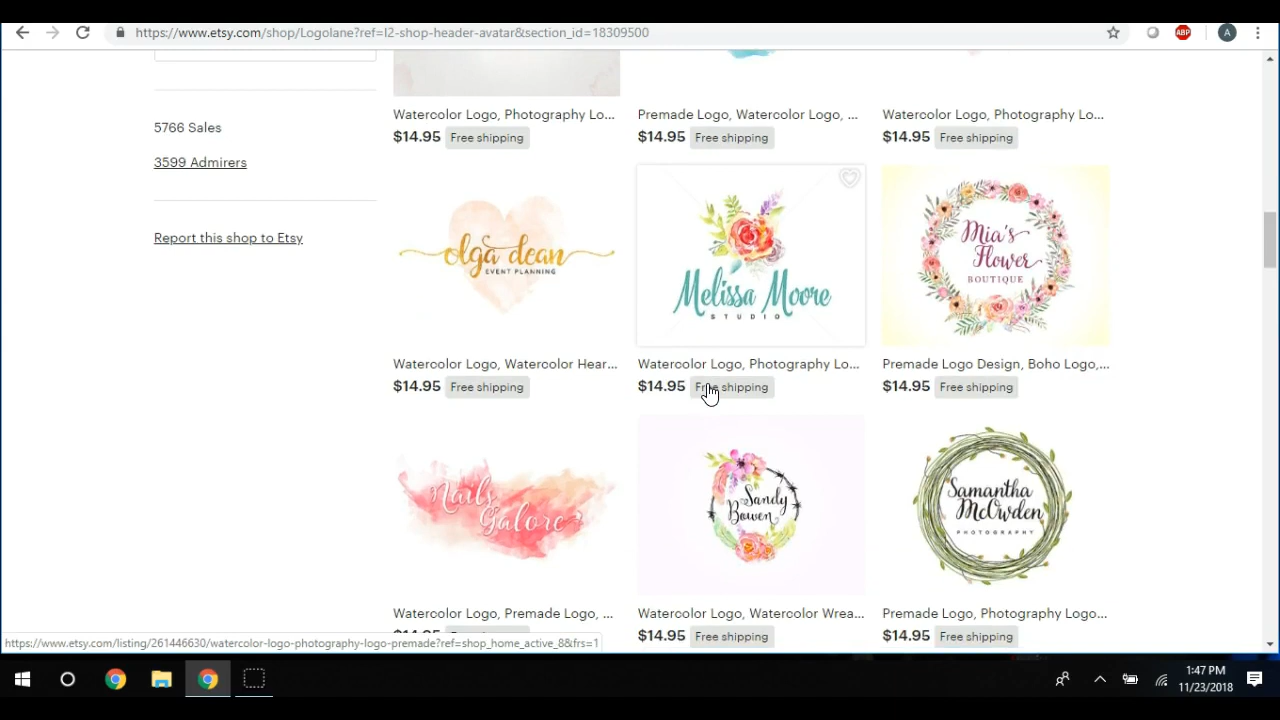 https://www.etsy.com/shop/Logolane?ref=l2-shop-header-avatar&section_id=18309500
ABP
A
5766 Sales
3599 Admirers
Report this shop to Etsy
Watercolor Logo, Photography Lo...
$14.95 Free shipping
Premade Logo, Watercolor Logo, ...
$14.95 Free shipping
Watercolor Logo, Photography Lo...
$14.95 Free shipping
olga dean
EVENT PLANNING
Watercolor Logo, Watercolor Hear...
$14.95 Free shipping
Melissa Moore
STUDIO
Watercolor Logo, Photography Lo...
$14.95 Free shipping
Mia's
Flower
BOUTIQUE
Premade Logo Design, Boho Logo,...
$14.95 Free shipping
Nails
Galore
Watercolor Logo, Premade Logo, ...
$14.95
Sandy
Bowen
Watercolor Logo, Watercolor Wrea...
$14.95 Free shipping
Samantha
McOwden
PHOTOGRAPHY
Premade Logo, Photography Logo...
$14.95 Free shipping
https://www.etsy.com/listing/261446630/watercolor-logo-photography-logo-premade?ref=shop_home_active_8&frs=1
1:47 PM
11/23/2018